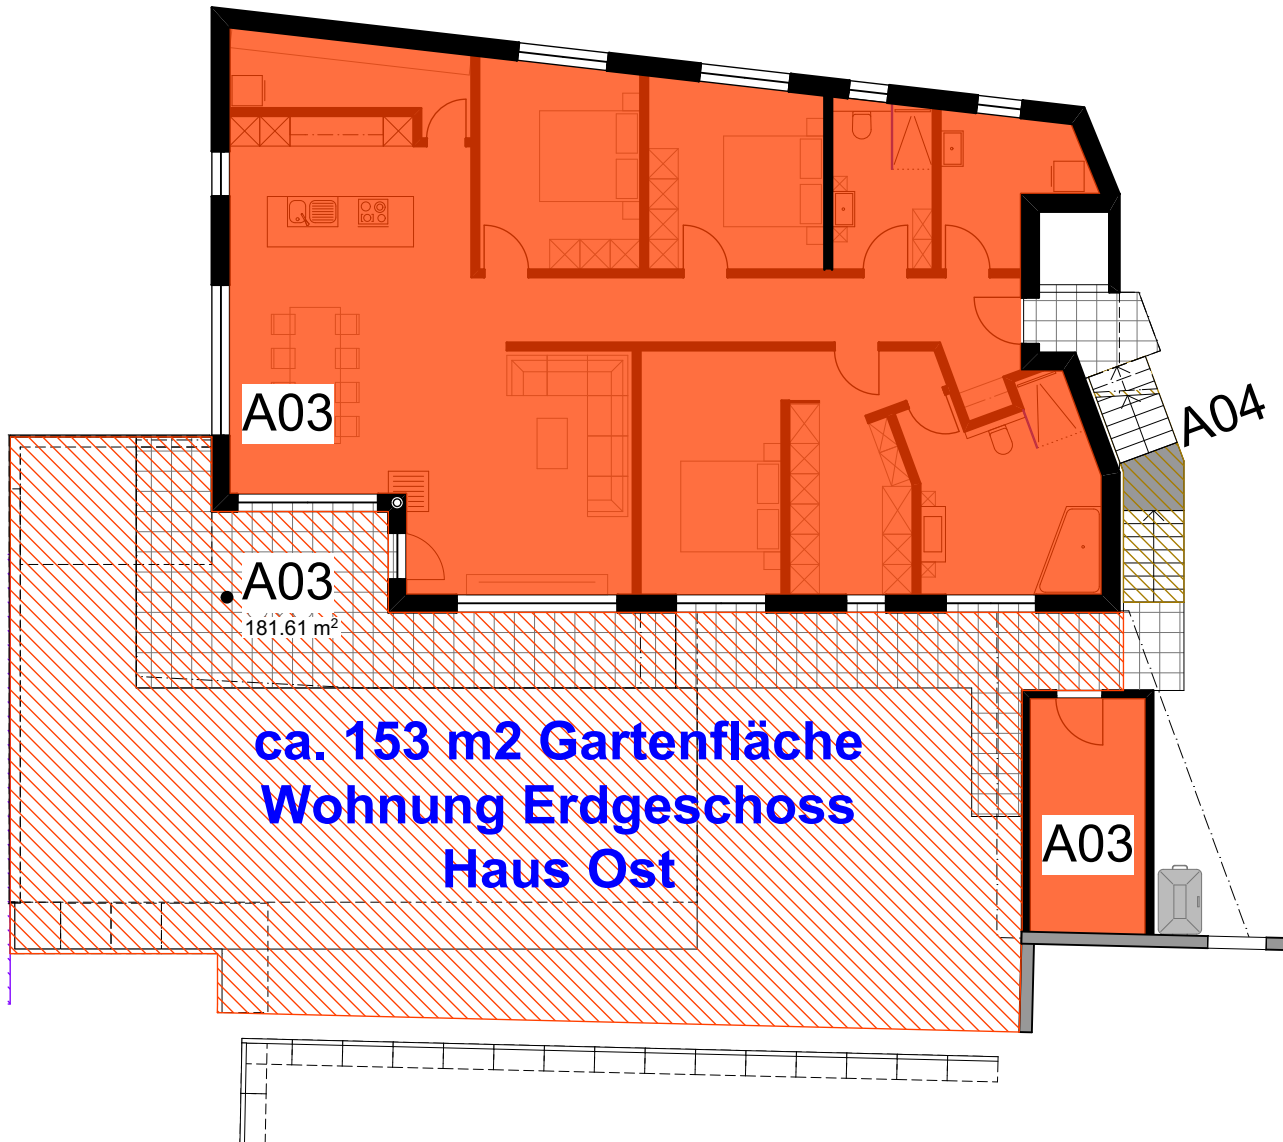 A03
A04
A03
181.61 m²
ca. 153 m2 Gartenfläche
Wohnung Erdgeschoss
Haus Ost
A03